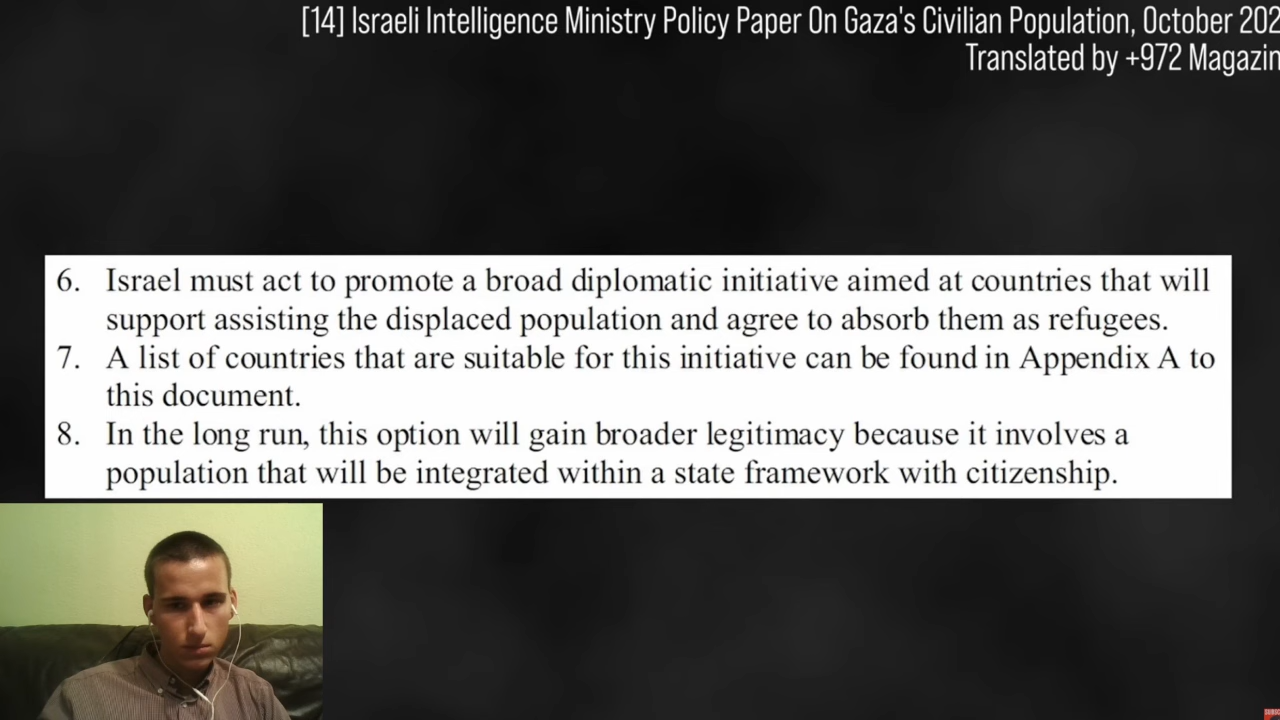 [14] Israeli Intelligence Ministry Policy Paper On Gaza's Civilian Population, October 202
Translated by +972 Magazin
6. Israel must act to promote a broad diplomatic initiative aimed at countries that will
support assisting the displaced population and agree to absorb them as refugees.
7. A list of countries that are suitable for this initiative can be found in Appendix A to
this document.
8. In the long run, this option will gain broader legitimacy because it involves a
population that will be integrated within a state framework with citizenship.